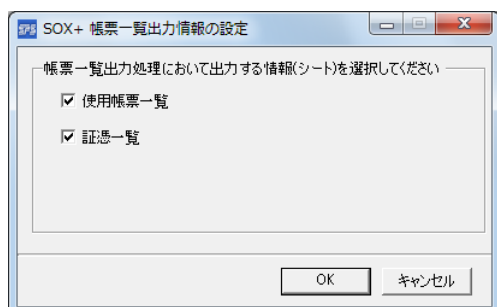 SPS SOX+ 帳票一覧出力情報の設定
帳票一覧出力処理において出力する情報(シート)を選択してください
使用帳票一覧
証憑一覧
OK キャンセル